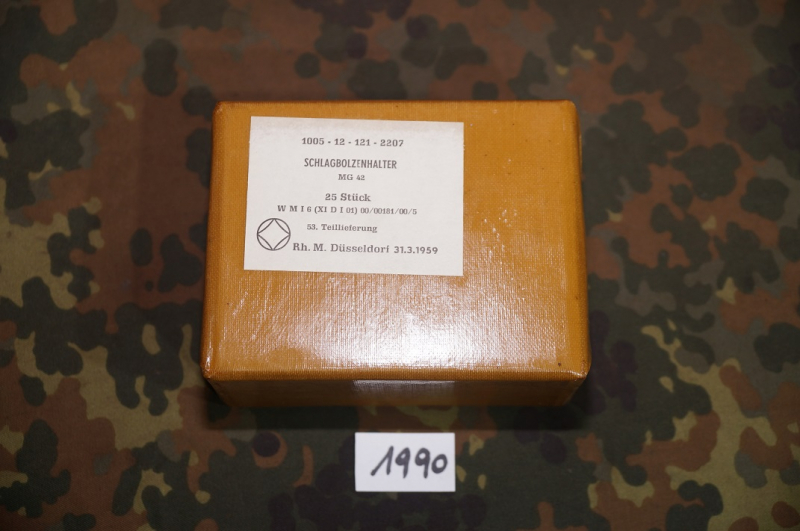 1005 - 12 - 121 - 2207
SCHLAGBOLZENHALTER
MG 42
25 Stück
W M I 6 (XI D I 01) 00/00181/00/5
53. Teillieferung
Rh. M. Düsseldorf 31.3.1959
1990